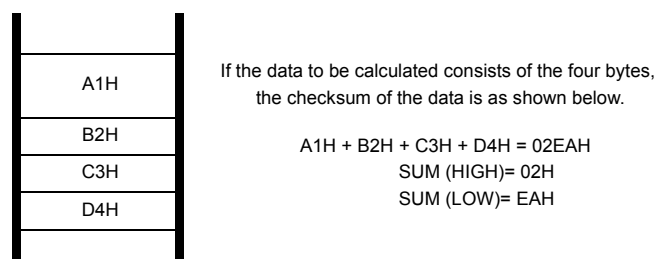 A1H
B2H
C3H
D4H
If the data to be calculated consists of the four bytes,
the checksum of the data is as shown below.
A1H + B2H + C3H + D4H = 02EAH
SUM (HIGH)= 02H
SUM (LOW)= EAH